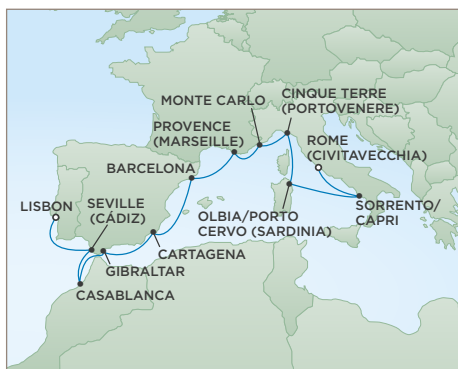 CINQUE TERRE
(PORTOVENERE)
MONTE CARLO
PROVENCE
(MARSEILLE)
ROME
(CIVITAVECCHIA)
BARCELONA
LISBON
SEVILLE
(CÁDIZ)
OLBIA/PORTO
CERVO (SARDINIA)
SORRENTO/
CAPRI
CARTAGENA
GIBRALTAR
CASABLANCA